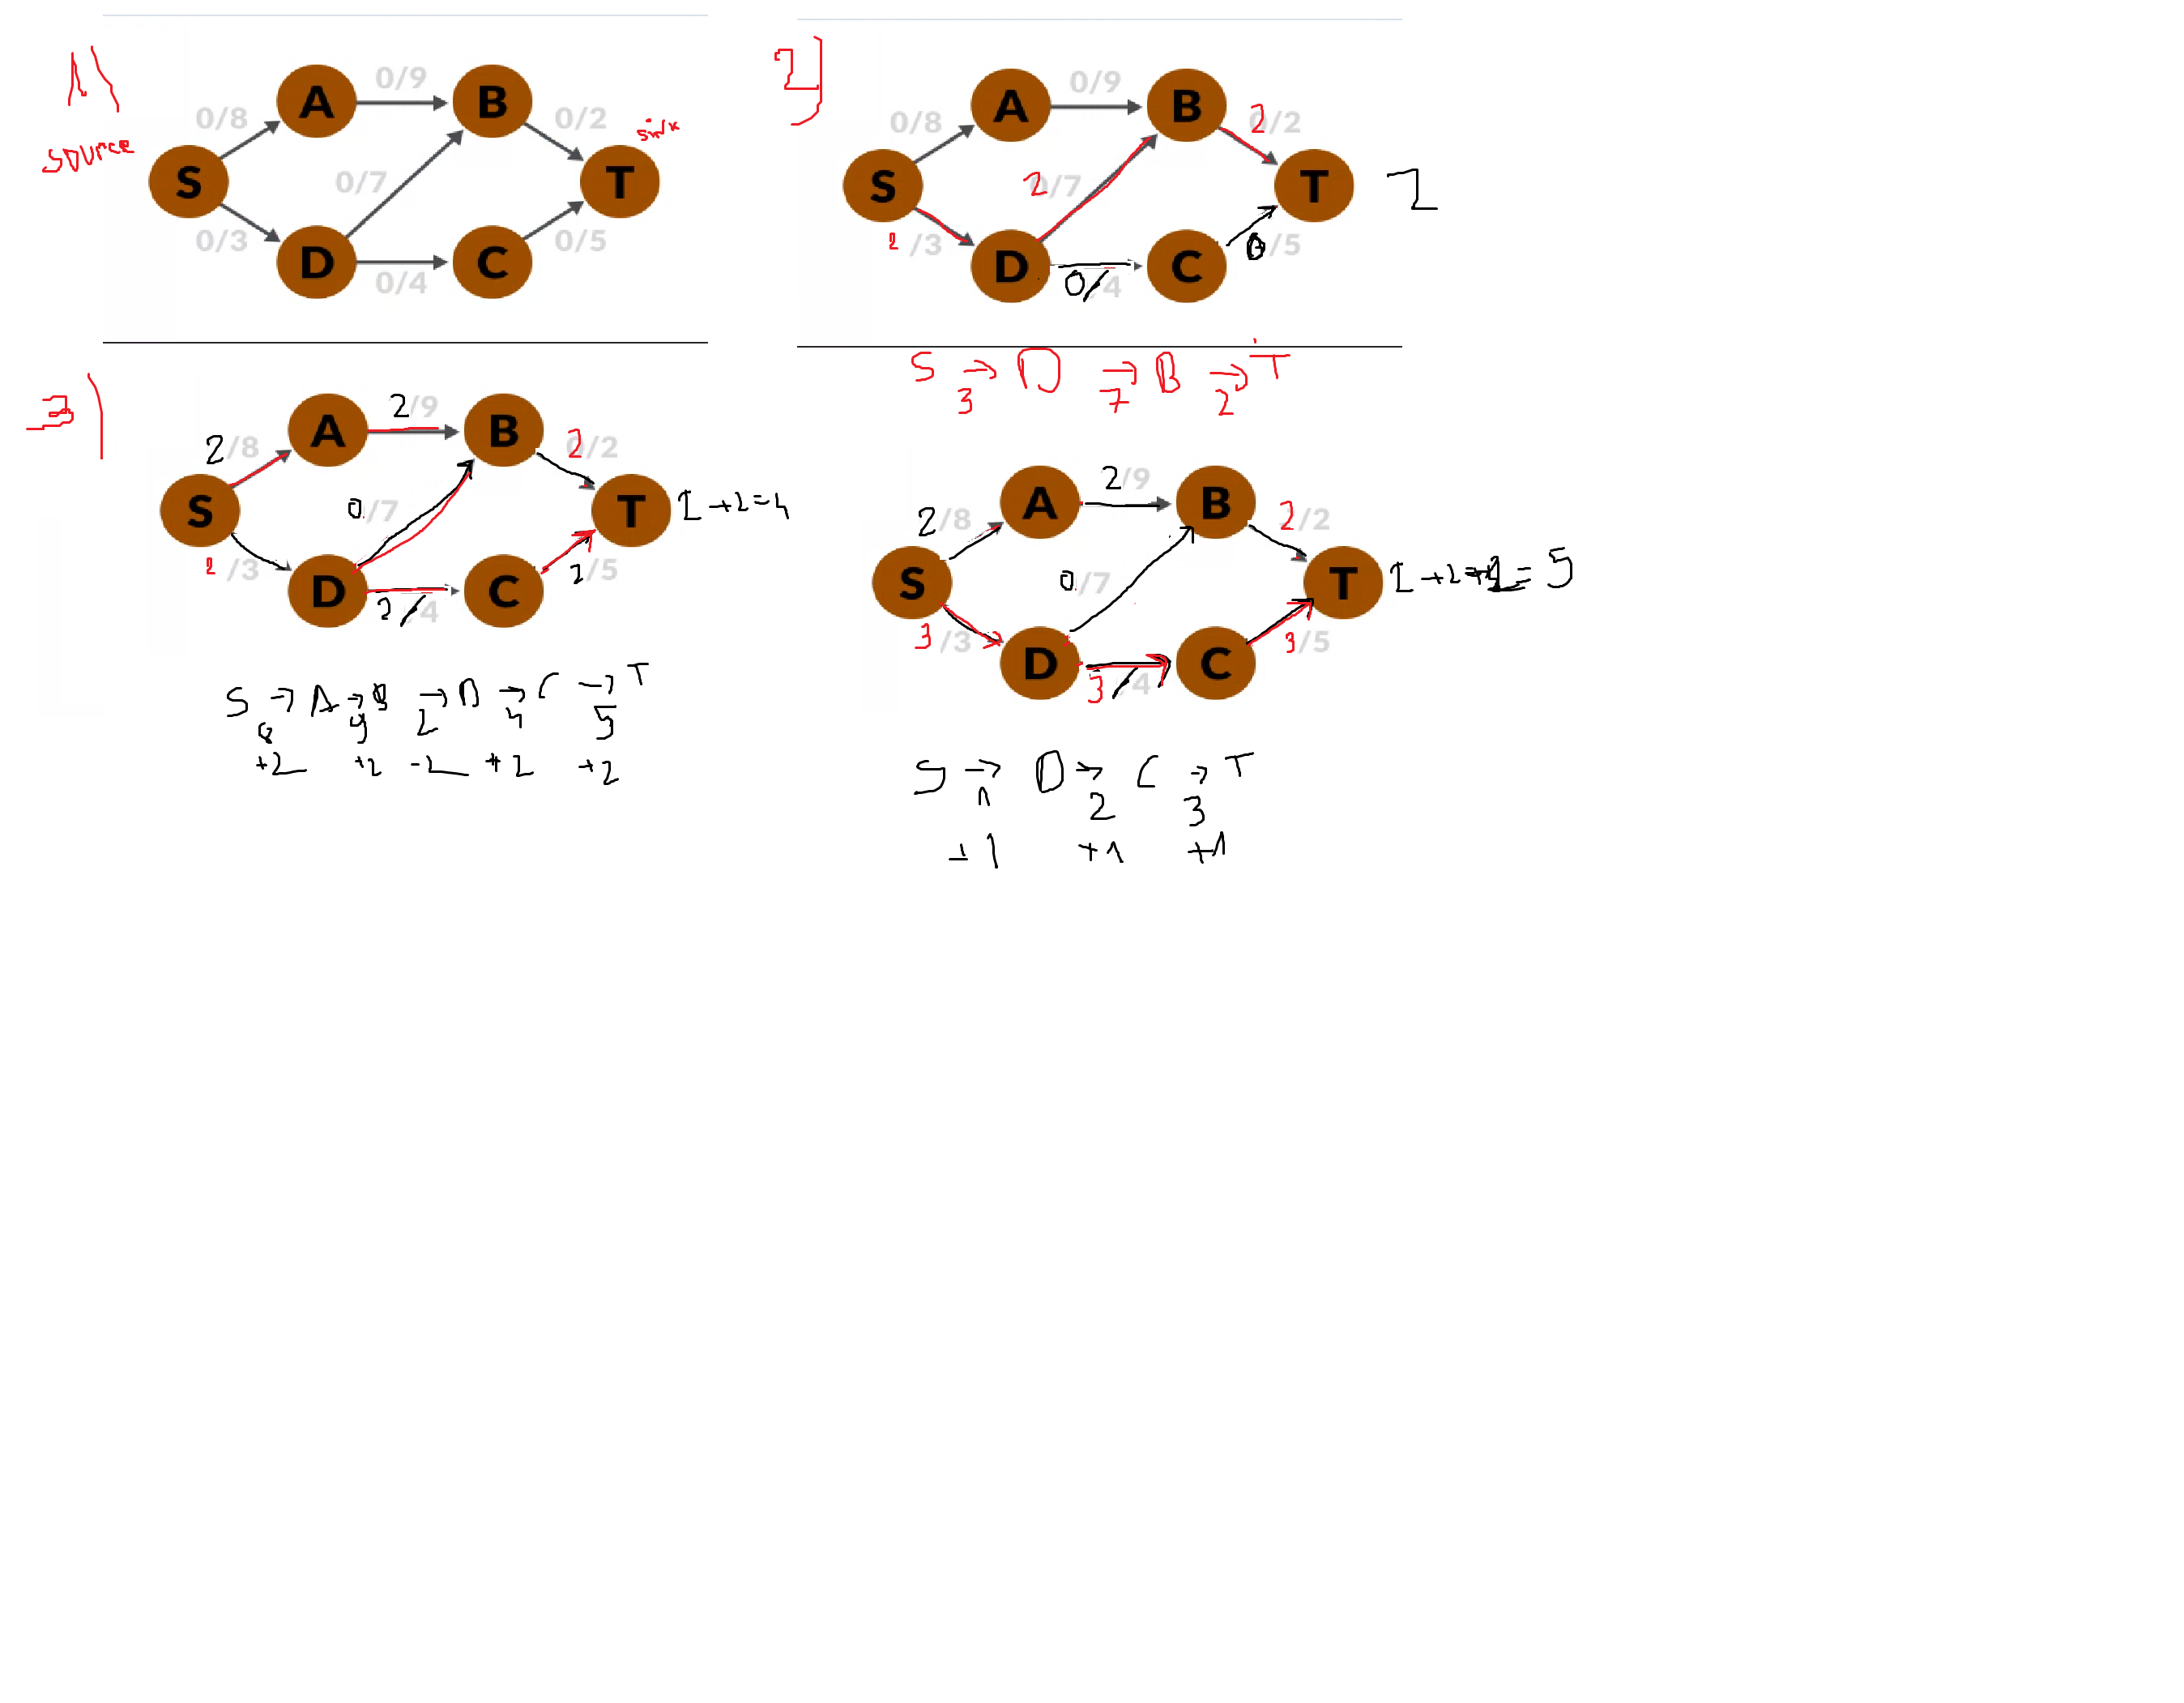 1)
source
sink
0/8
0/9
0/2
0/7
0/3
0/4
0/5
S
A
B
D
C
T
2)
0/8
0/9
2/2
2/7
2/3
0/4
0/5
S
A
B
D
C
T
2
S → D → B → T
3 7 2
3)
2/8
2/9
2/2
0/7
2/3
2/4
2/5
S
A
B
D
C
T
2+2=4
S → A → B → D → C → T
8 9 2 4 5
+2 +2 -2 +2 +2
2/8
2/9
2/2
0/7
3/3
3/4
3/5
S
A
B
D
C
T
2+2+1=5
S → D → C → T
1 2 3
+1 +1 +1